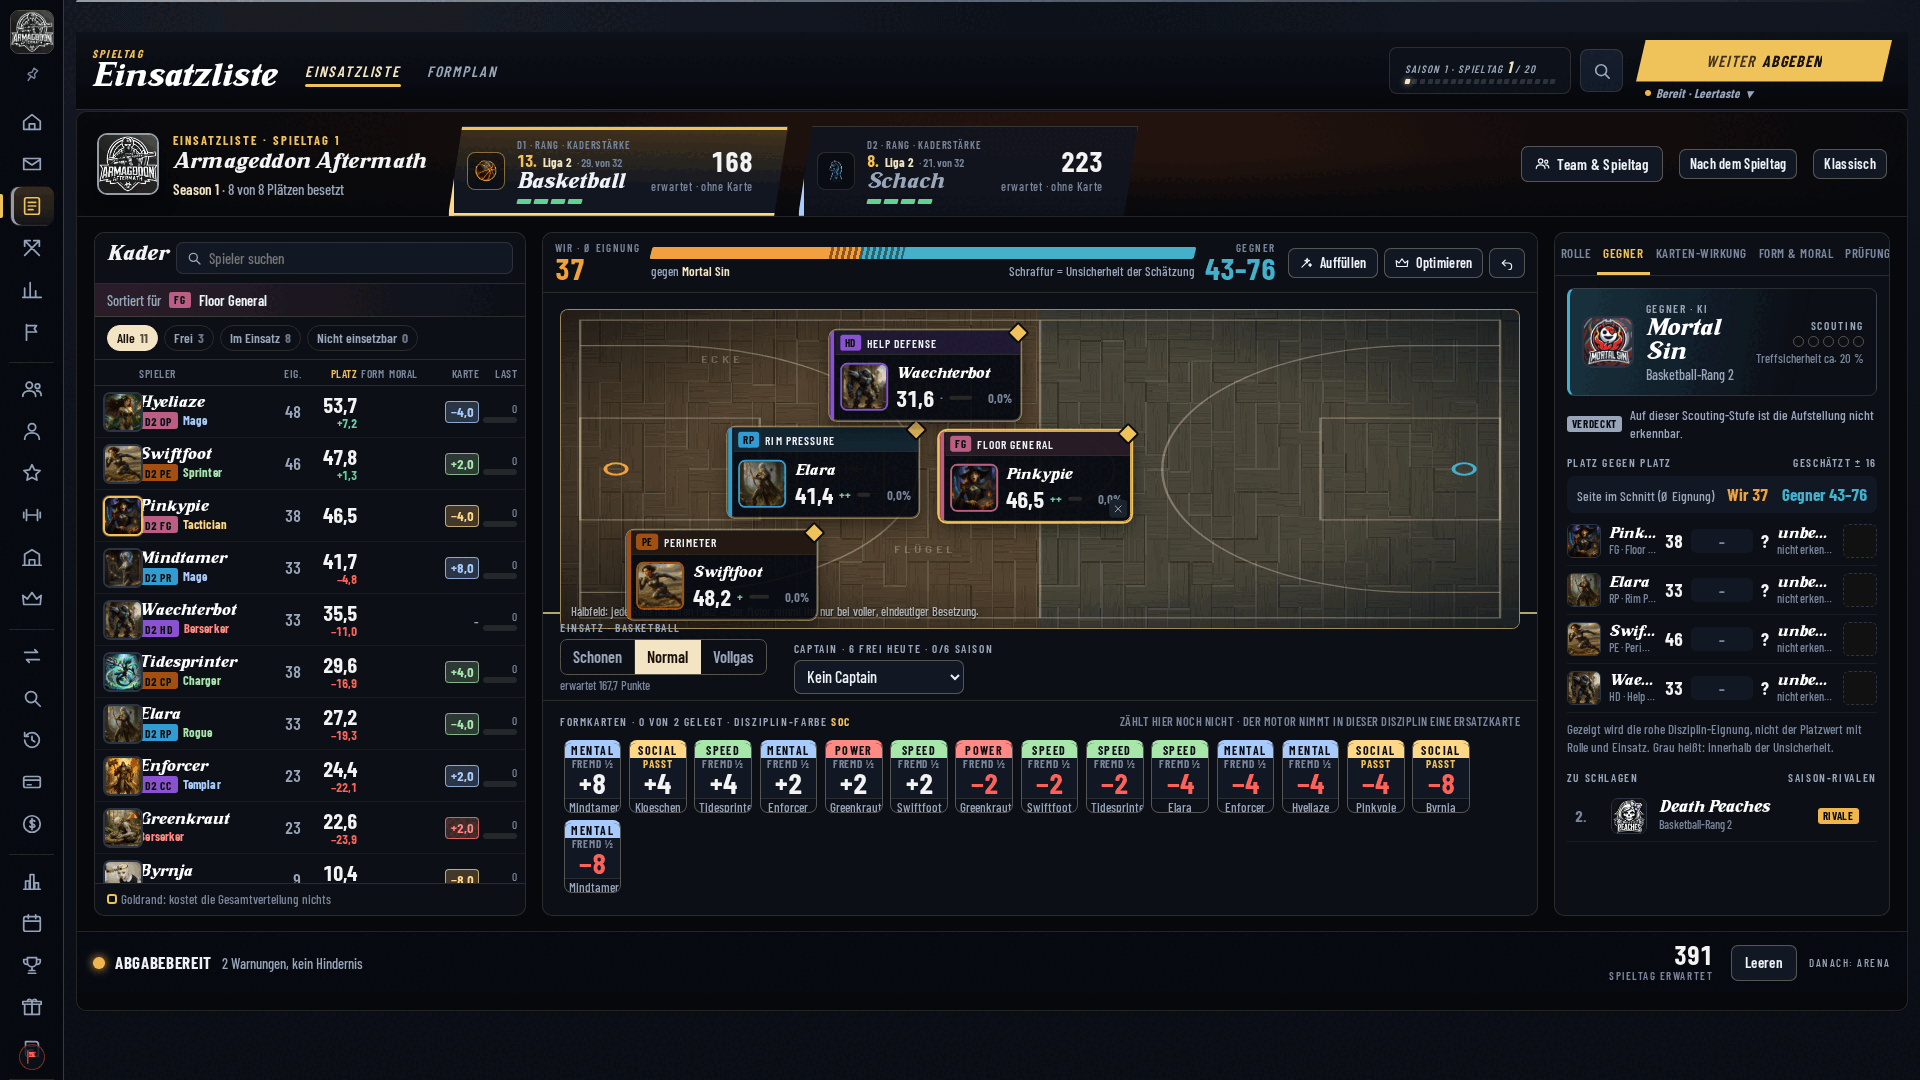 SPIELTAG
Einsatzliste
EINSATZLISTE
FORMPLAN
SAISON 1 · SPIELTAG 1 / 20
WEITER ABGEBEN
Bereit · Leertaste ▼
EINSATZLISTE · SPIELTAG 1
Armageddon Aftermath
Season 1 · 8 von 8 Plätzen besetzt
D1 · RANG · KADERSTÄRKE
13. Liga 2 · 29. von 32
Basketball
168
erwartet · ohne Karte
D2 · RANG · KADERSTÄRKE
8. Liga 2 · 21. von 32
Schach
223
erwartet · ohne Karte
Team & Spieltag
Nach dem Spieltag
Klassisch
Kader
Spieler suchen
Sortiert für FG Floor General
Alle 11
Frei 3
Im Einsatz 8
Nicht einsetzbar 0
SPIELER EIG. PLATZ FORM MORAL KARTE LAST
Hyeliaze 48 53,7 −4,0 0
D2 OP Mage +7,2
Swiftfoot 46 47,8 +2,0 0
D2 PE Sprinter +1,3
Pinkypie 38 46,5 −4,0 0
D2 FG Tactician
Mindtamer 33 41,7 +8,0 0
D2 PR Mage −4,8
Waechterbot 33 35,5 - 0
D2 HD Berserker −11,0
Tidesprinter 38 29,6 +4,0 0
D2 CP Charger −16,9
Elara 33 27,2 −4,0 0
D2 RP Rogue −19,3
Enforcer 23 24,4 +2,0 0
D2 CC Templar −22,1
Greenkraut 23 22,6 +2,0 0
Berserker −23,9
Byrnja 9 10,4 −8,0 0
Goldrand: kostet die Gesamtverteilung nichts
WIR · Ø EIGNUNG
37
gegen Mortal Sin
Schraffur = Unsicherheit der Schätzung
GEGNER
43–76
Auffüllen
Optimieren
ECKE
FLÜGEL
HD HELP DEFENSE
Waechterbot
31,6 · 0,0%
RP RIM PRESSURE
Elara
41,4 ++ 0,0%
FG FLOOR GENERAL
Pinkypie
46,5 ++ 0,0%
PE PERIMETER
Swiftfoot
48,2 + 0,0%
Halbfeld: jede nur bei voller, eindeutiger Besetzung.
EINSATZ · BASKETBALL
Schonen
Normal
Vollgas
erwartet 167,7 Punkte
CAPTAIN · 6 FREI HEUTE · 0/6 SAISON
Kein Captain
FORMKARTEN · 0 VON 2 GELEGT · DISZIPLIN-FARBE SOC
ZÄHLT HIER NOCH NICHT · DER MOTOR NIMMT IN DIESER DISZIPLIN EINE ERSATZKARTE
MENTAL SOCIAL SPEED MENTAL POWER SPEED POWER SPEED SPEED SPEED MENTAL MENTAL SOCIAL SOCIAL
FREMD ½ PASST FREMD ½ FREMD ½ FREMD ½ FREMD ½ FREMD ½ FREMD ½ FREMD ½ FREMD ½ FREMD ½ FREMD ½ PASST PASST
+8 +4 +4 +2 +2 +2 −2 −2 −2 −4 −4 −4 −4 −8
Mindtamer Kloeschen Tidesprinte Enforcer Greenkraut Swiftfoot Greenkraut Swiftfoot Tidesprinte Elara Enforcer Hyeliaze Pinkypie Byrnja
MENTAL
FREMD ½
−8
Mindtamer
ROLLE
GEGNER
KARTEN-WIRKUNG
FORM & MORAL
PRÜFUNG
GEGNER · KI
Mortal
Sin
Basketball-Rang 2
SCOUTING
Treffsicherheit ca. 20 %
VERDECKT
Auf dieser Scouting-Stufe ist die Aufstellung nicht
erkennbar.
PLATZ GEGEN PLATZ
GESCHÄTZT ± 16
Seite im Schnitt (Ø Eignung) Wir 37 Gegner 43–76
Pink... 38 – ? unbe...
FG · Floor ... nicht erken...
Elara 33 – ? unbe...
RP · Rim P... nicht erken...
Swif... 46 – ? unbe...
PE · Peri... nicht erken...
Wae... 33 – ? unbe...
HD · Help ... nicht erken...
Gezeigt wird die rohe Disziplin-Eignung, nicht der Platzwert mit
Rolle und Einsatz. Grau heißt: innerhalb der Unsicherheit.
ZU SCHLAGEN
SAISON-RIVALEN
2. Death Peaches RIVALE
Basketball-Rang 2
ABGABEBEREIT 2 Warnungen, kein Hindernis
391
SPIELTAG ERWARTET
Leeren
DANACH: ARENA